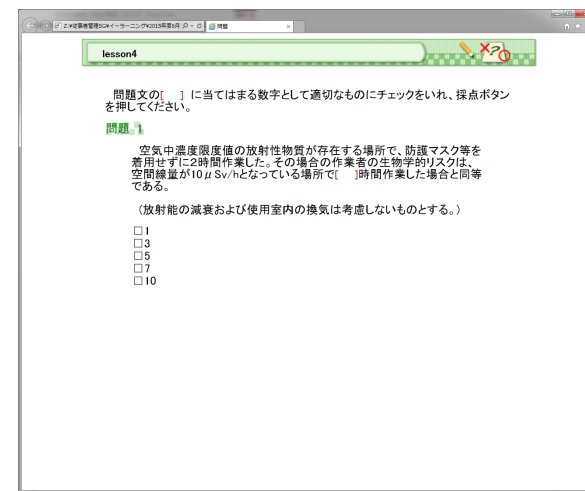 Z:¥従事者管理SG¥イーラーニング¥2015年度6月
問題
lesson4
問題文の[ ] に当てはまる数字として適切なものにチェックをいれ、採点ボタン
を押してください。
問題 1
空気中濃度限度値の放射性物質が存在する場所で、防護マスク等を
着用せずに2時間作業した。その場合の作業者の生物学的リスクは、
空間線量が10μSv/hとなっている場所で[ ]時間作業した場合と同等
である。
（放射能の減衰および使用室内の換気は考慮しないものとする。）
□1
□3
□5
□7
□10